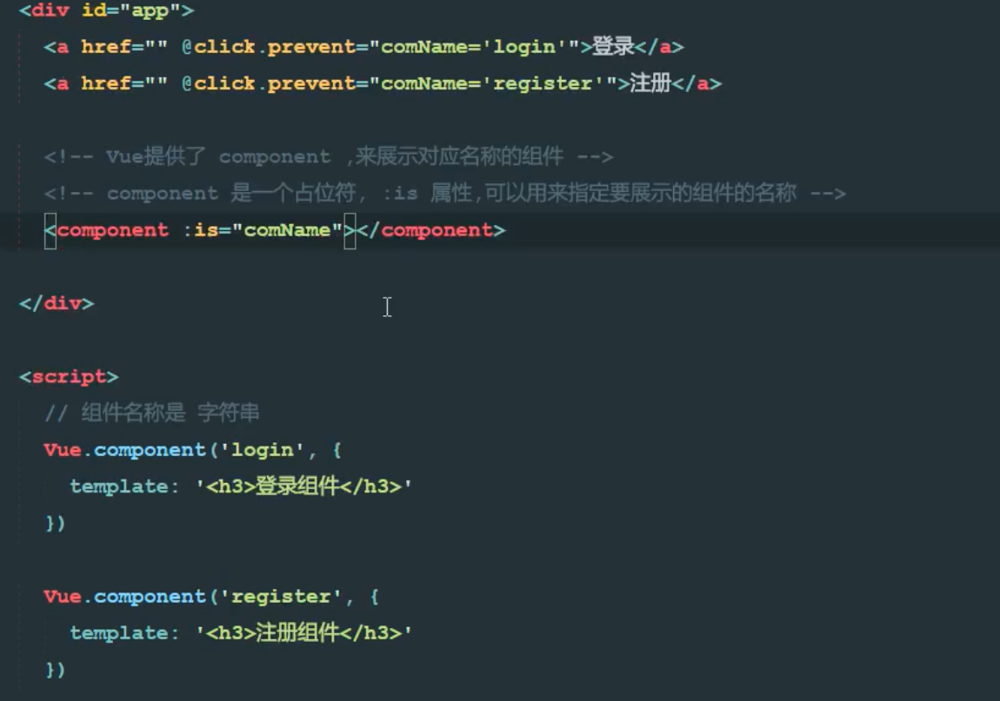 <div id="app">
<a href="" @click.prevent="comName='login'">登录</a>
<a href="" @click.prevent="comName='register'">注册</a>
<!-- Vue提供了 component ,来展示对应名称的组件 -->
<!-- component 是一个占位符, :is 属性,可以用来指定要展示的组件的名称 -->
<component :is="comName"></component>
</div>
<script>
// 组件名称是 字符串
Vue.component('login', {
template: '<h3>登录组件</h3>'
})
Vue.component('register', {
template: '<h3>注册组件</h3>'
})